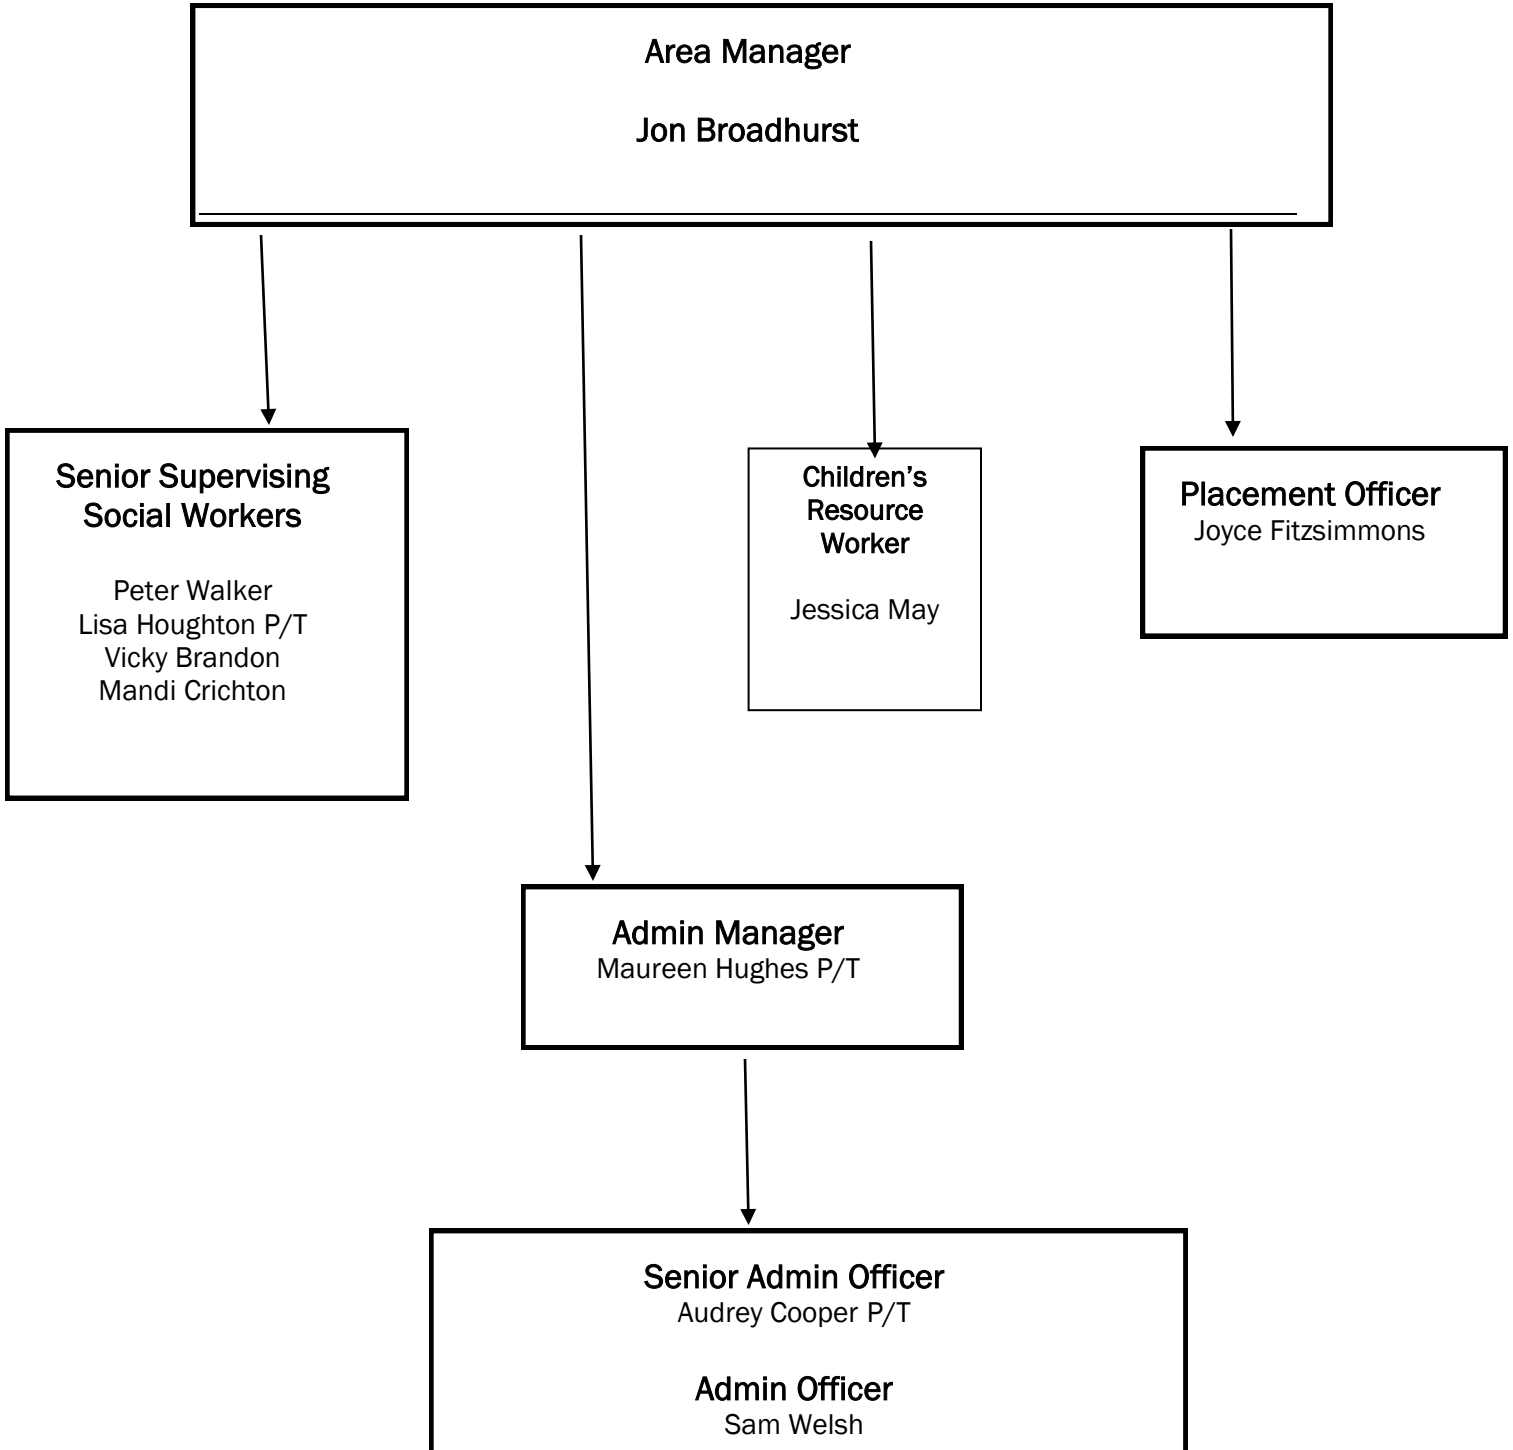 Area Manager
Jon Broadhurst
Senior Supervising
Social Workers
Peter Walker
Lisa Houghton P/T
Vicky Brandon
Mandi Crichton
Children’s
Resource
Worker
Jessica May
Placement Officer
Joyce Fitzsimmons
Admin Manager
Maureen Hughes P/T
Senior Admin Officer
Audrey Cooper P/T
Admin Officer
Sam Welsh